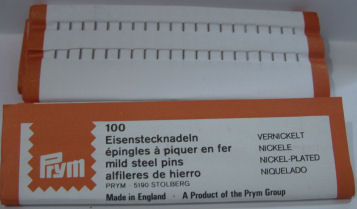 100
Eisenstecknadeln
épingles à piquer en fer
mild steel pins
alfileres de hierro
PRYM · 5190 STOLBERG
VERNICKELT
NICKELE
NICKEL-PLATED
NIQUELADO
Prym
Made in England · A Product of the Prym Group